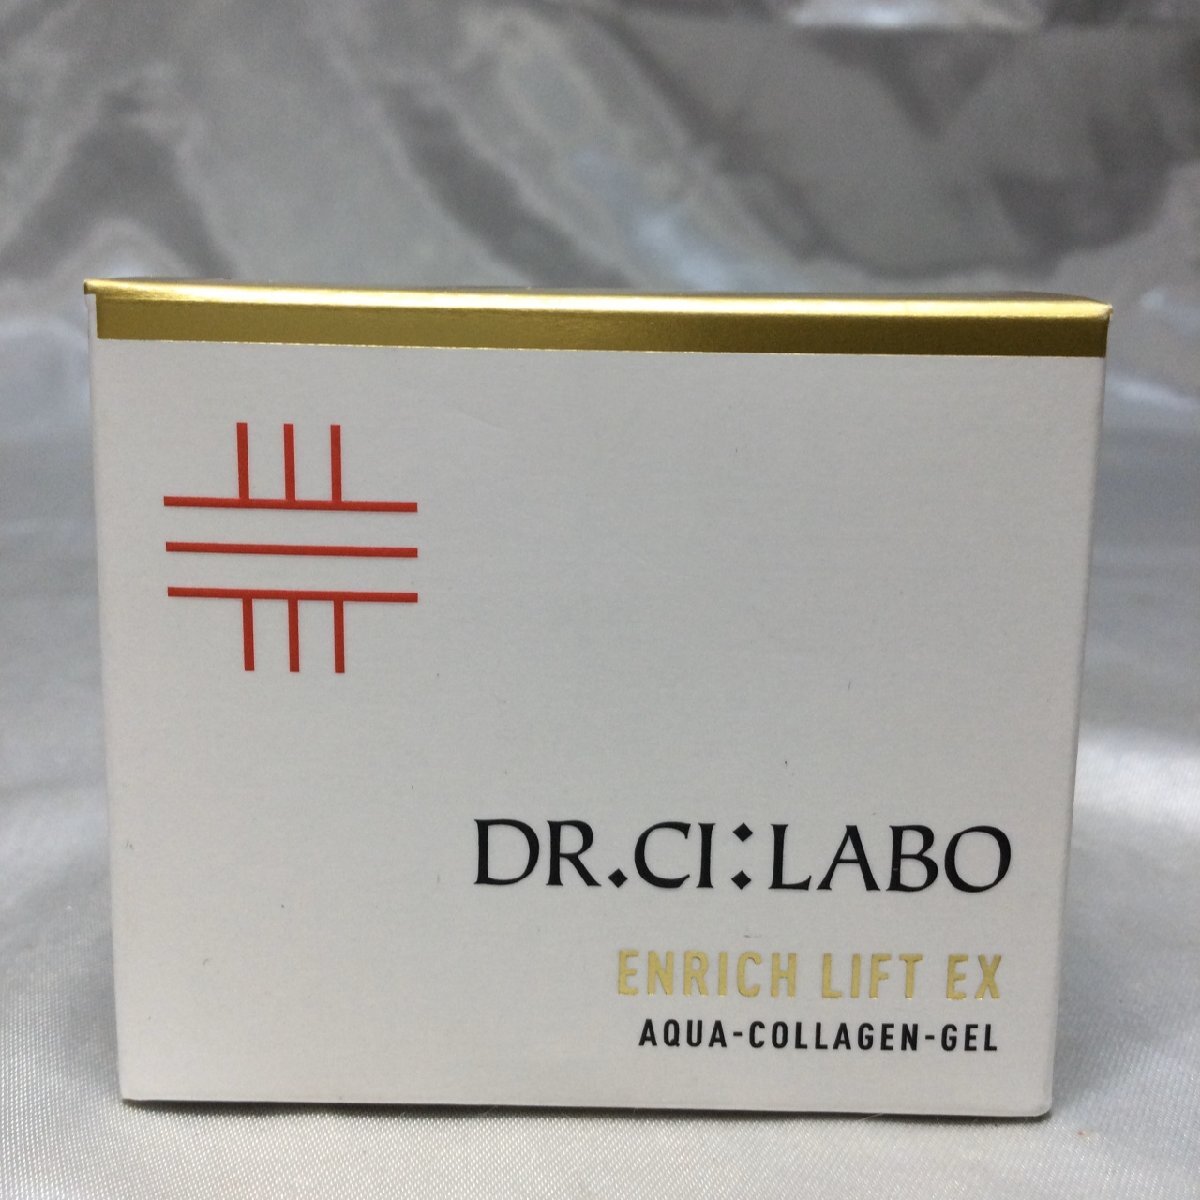 DR.CI:LABO
ENRICH LIFT EX
AQUA-COLLAGEN-GEL